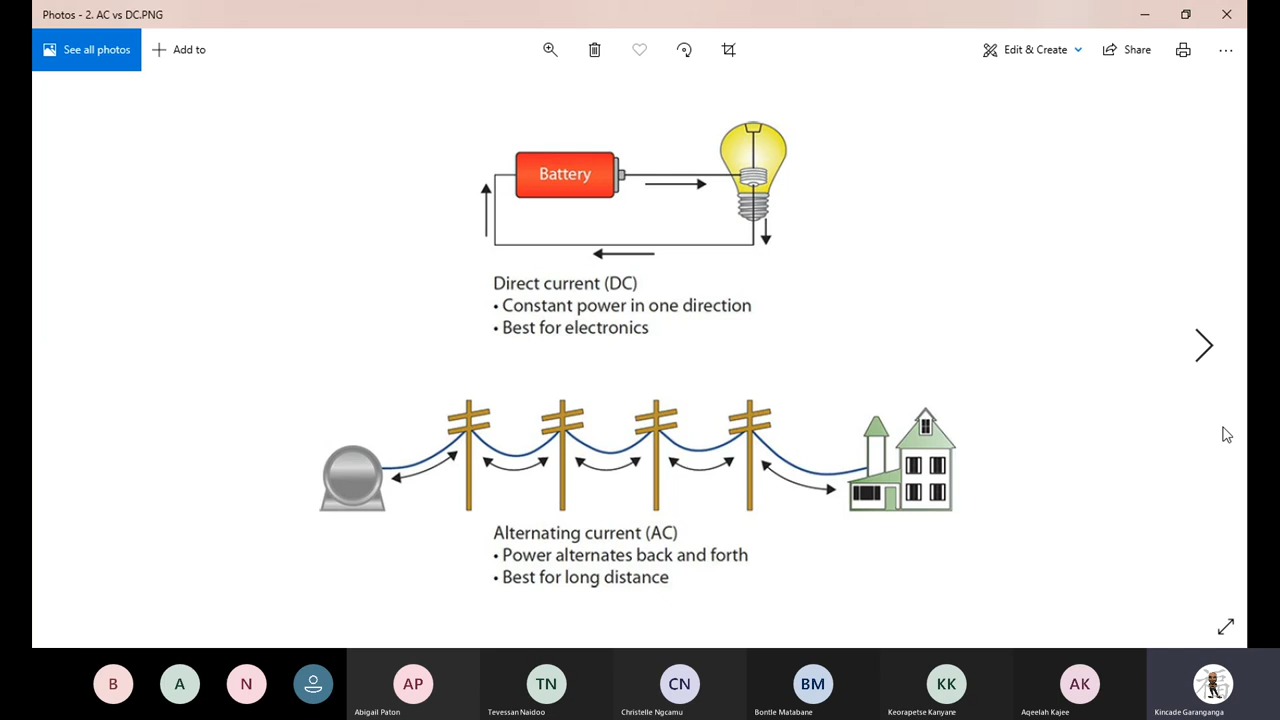 Photos - 2. AC vs DC.PNG
See all photos
Add to
Edit & Create
Share
Battery
Direct current (DC)
• Constant power in one direction
• Best for electronics
Alternating current (AC)
• Power alternates back and forth
• Best for long distance
B
A
N
AP
TN
CN
BM
KK
AK
福
Abigail Paton
Tevessan Naidoo
Christelle Ngcamu
Bontle Matabane
Keorapetse Kanyane
Aqeelah Kajee
Kincade Garanganga